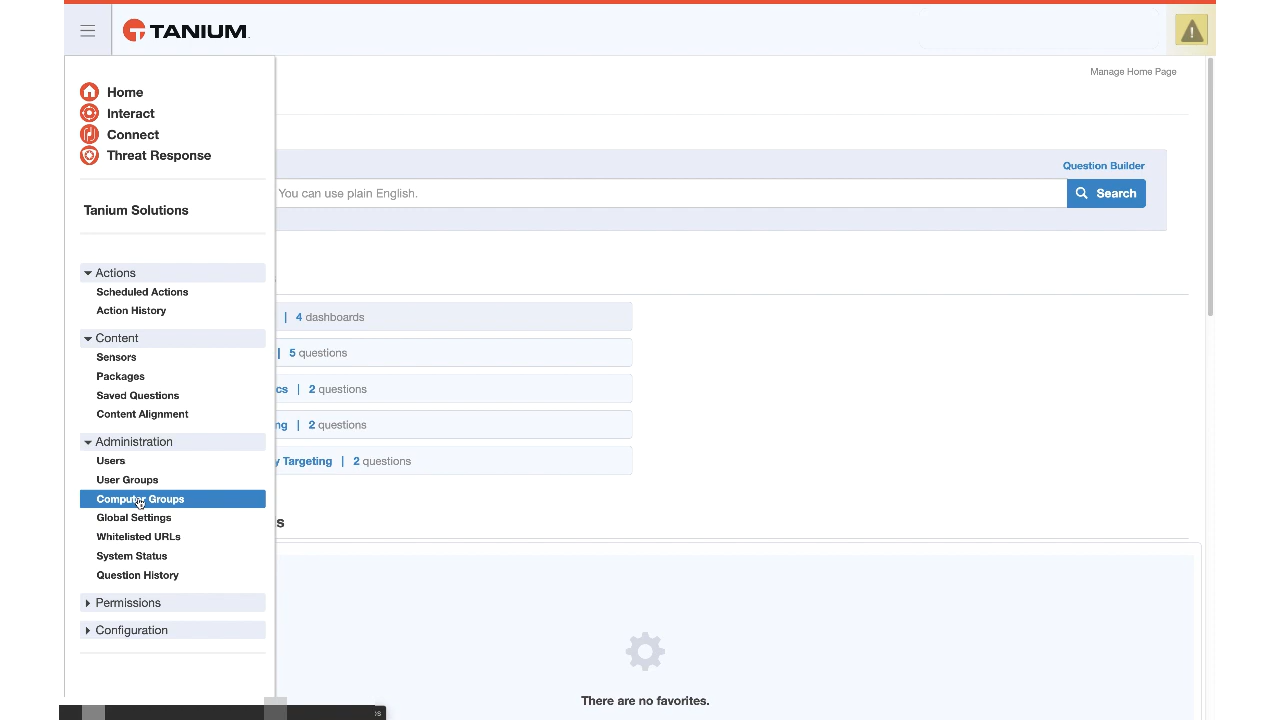 TANIUM
Manage Home Page
Home
Interact
Connect
Threat Response
Tanium Solutions
Actions
Scheduled Actions
Action History
Content
Sensors
Packages
Saved Questions
Content Alignment
Administration
Users
User Groups
Computer Groups
Global Settings
Whitelisted URLs
System Status
Question History
Permissions
Configuration
Question Builder
You can use plain English.
Search
| 4 dashboards
| 5 questions
cs | 2 questions
ng | 2 questions
y Targeting | 2 questions
s
There are no favorites.